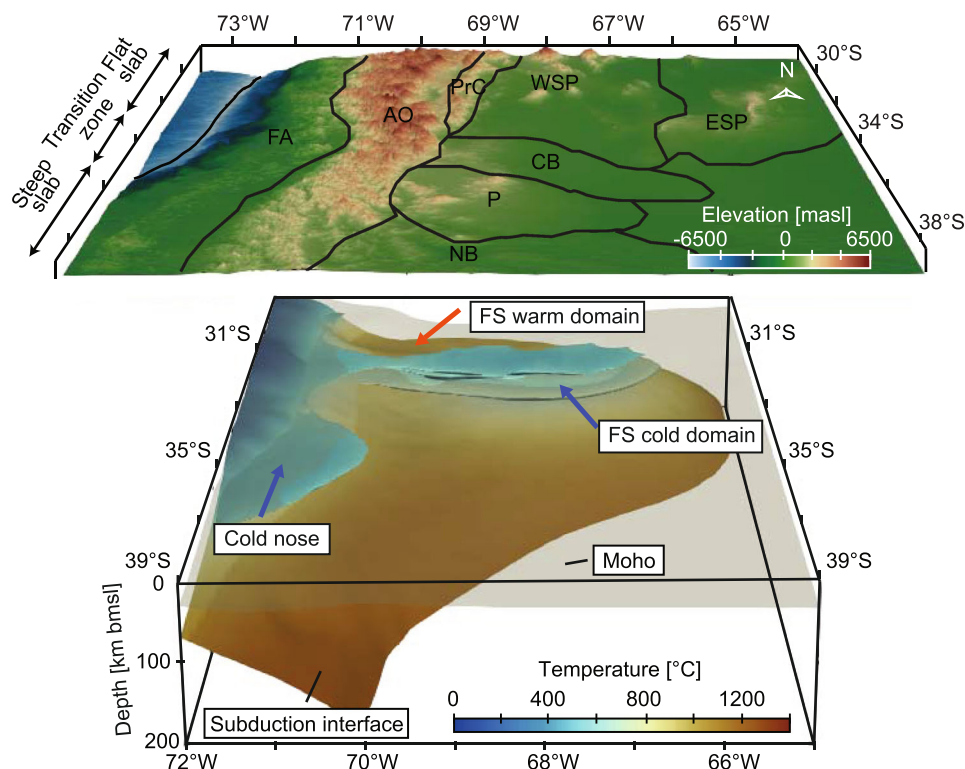 73°W 71°W 69°W 67°W 65°W
30°S
34°S
38°S
Flat
slab
Transition
zone
Steep
slab
N
FA
AO
PrC
WSP
ESP
CB
P
NB
Elevation [masl]
-6500 0 6500
31°S
31°S
35°S
35°S
39°S
39°S
FS warm domain
FS cold domain
Cold nose
Moho
Subduction interface
Depth [km bmsl]
0
100
200
Temperature [°C]
0 400 800 1200
72°W 70°W 68°W 66°W